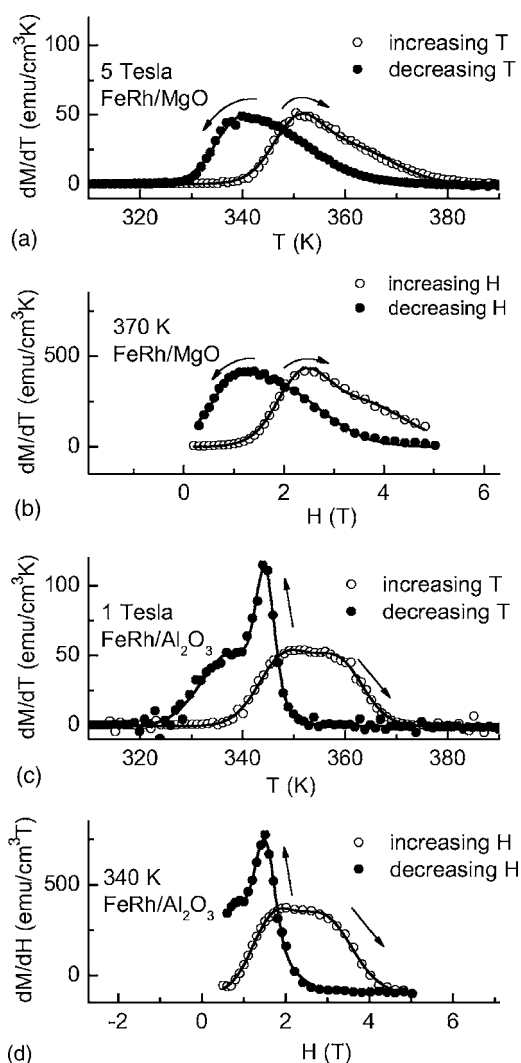 100
50
0
dM/dT (emu/cm³K)
5 Tesla
FeRh/MgO
increasing T
decreasing T
320 340 360 380
T (K)
(a)
500
0
dM/dT (emu/cm³K)
370 K
FeRh/MgO
increasing H
decreasing H
0 2 4 6
H (T)
(b)
100
50
0
dM/dT (emu/cm³K)
1 Tesla
FeRh/Al₂O₃
increasing T
decreasing T
320 340 360 380
T (K)
(c)
500
0
dM/dH (emu/cm³T)
340 K
FeRh/Al₂O₃
increasing H
decreasing H
-2 0 2 4 6
H (T)
(d)